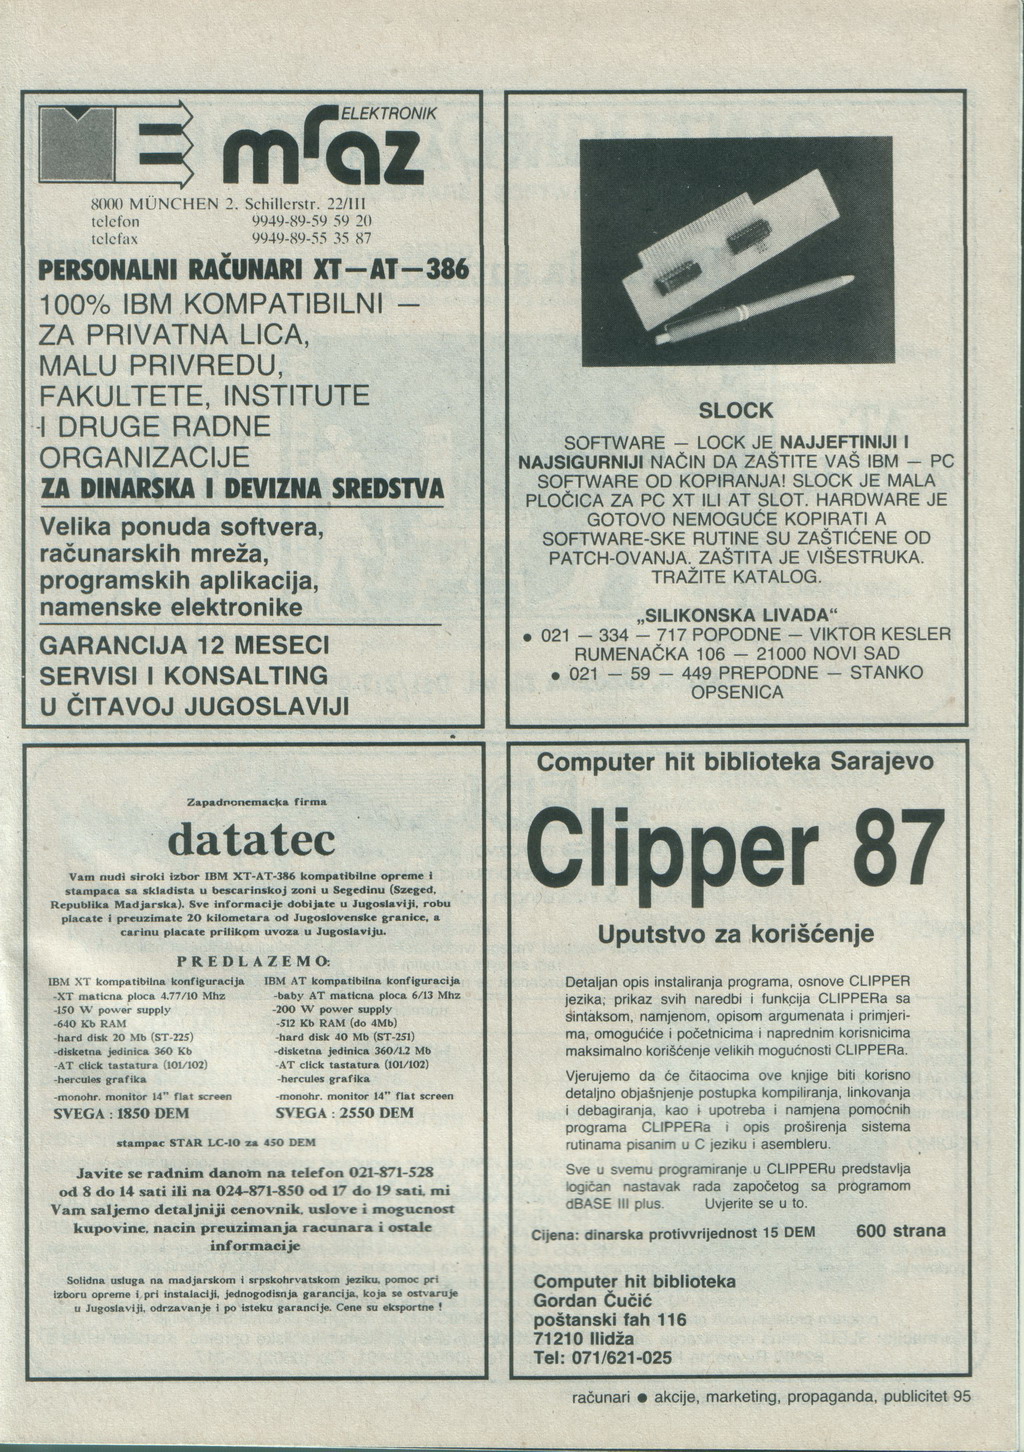 ELEKTRONIK
mraz
8000 MÜNCHEN 2. Schillerstr. 22/III
telefon 9949-89-59 59 20
telefax 9949-89-55 35 87
PERSONALNI RAČUNARI XT—AT—386
100% IBM KOMPATIBILNI —
ZA PRIVATNA LICA,
MALU PRIVREDU,
FAKULTETE, INSTITUTE
I DRUGE RADNE
ORGANIZACIJE
ZA DINARSKA I DEVIZNA SREDSTVA
Velika ponuda softvera,
računarskih mreža,
programskih aplikacija,
namenske elektronike
GARANCIJA 12 MESECI
SERVISI I KONSALTING
U ČITAVOJ JUGOSLAVIJI
SLOCK
SOFTWARE — LOCK JE NAJJEFTINIJI I
NAJSIGURNIJI NAČIN DA ZAŠTITE VAŠ IBM — PC
SOFTWARE OD KOPIRANJA! SLOCK JE MALA
PLOČICA ZA PC XT ILI AT SLOT. HARDWARE JE
GOTOVO NEMOGUĆE KOPIRATI A
SOFTWARE-SKE RUTINE SU ZAŠTIĆENE OD
PATCH-OVANJA. ZAŠTITA JE VIŠESTRUKA.
TRAŽITE KATALOG.
„SILIKONSKA LIVADA“
• 021 — 334 — 717 POPODNE — VIKTOR KESLER
RUMENAČKA 106 — 21000 NOVI SAD
• 021 — 59 — 449 PREPODNE — STANKO
OPSENICA
Zapadnonemacka firma
datatec
Vam nudi siroki izbor IBM XT-AT-386 kompatibilne opreme i
stampaca sa skladista u bescarinskoj zoni u Segedinu (Szeged,
Republika Madjarska). Sve informacije dobijate u Jugoslaviji, robu
placate i preuzimate 20 kilometara od Jugoslovenske granice, a
carinu placate prilikom uvoza u Jugoslaviju.
PREDLAZEMO:
IBM XT kompatibilna konfiguracija
-XT maticna ploca 4.77/10 Mhz
-150 W power supply
-640 Kb RAM
-hard disk 20 Mb (ST-225)
-disketna jedinica 360 Kb
-AT click tastatura (101/102)
-hercules grafika
-monohr. monitor 14" flat screen
SVEGA : 1850 DEM
IBM AT kompatibilna konfiguracija
-baby AT maticna ploca 6/13 Mhz
-200 W power supply
-512 Kb RAM (do 4Mb)
-hard disk 40 Mb (ST-251)
-disketna jedinica 360/1.2 Mb
-AT click tastatura (101/102)
-hercules grafika
-monohr. monitor 14" flat screen
SVEGA : 2550 DEM
stampac STAR LC-10 za 450 DEM
Javite se radnim danom na telefon 021-871-528
od 8 do 14 sati ili na 024-871-850 od 17 do 19 sati, mi
Vam saljemo detaljniji cenovnik, uslove i mogucnost
kupovine, nacin preuzimanja racunara i ostale
informacije
Solidna usluga na madjarskom i srpskohrvatskom jeziku, pomoc pri
izboru opreme i pri instalaciji, jednogodisnja garancija, koja se ostvaruje
u Jugoslaviji, odrzavanje i po isteku garancije. Cene su eksportne !
Computer hit biblioteka Sarajevo
Clipper 87
Uputstvo za korišćenje
Detaljan opis instaliranja programa, osnove CLIPPER
jezika, prikaz svih naredbi i funkcija CLIPPERa sa
sintaksom, namjenom, opisom argumenata i primjeri-
ma, omogućiće i početnicima i naprednim korisnicima
maksimalno korišćenje velikih mogućnosti CLIPPERa.
Vjerujemo da će čitaocima ove knjige biti korisno
detaljno objašnjenje postupka kompiliranja, linkovanja
i debagiranja, kao i upotreba i namjena pomoćnih
programa CLIPPERa i opis proširenja sistema
rutinama pisanim u C jeziku i asembleru.
Sve u svemu programiranje u CLIPPERu predstavlja
logičan nastavak rada započetog sa programom
dBASE III plus. Uvjerite se u to.
Cijena: dinarska protivvrijednost 15 DEM 600 strana
Computer hit biblioteka
Gordan Čučić
poštanski fah 116
71210 Ilidža
Tel: 071/621-025
računari • akcije, marketing, propaganda, publicitet 95